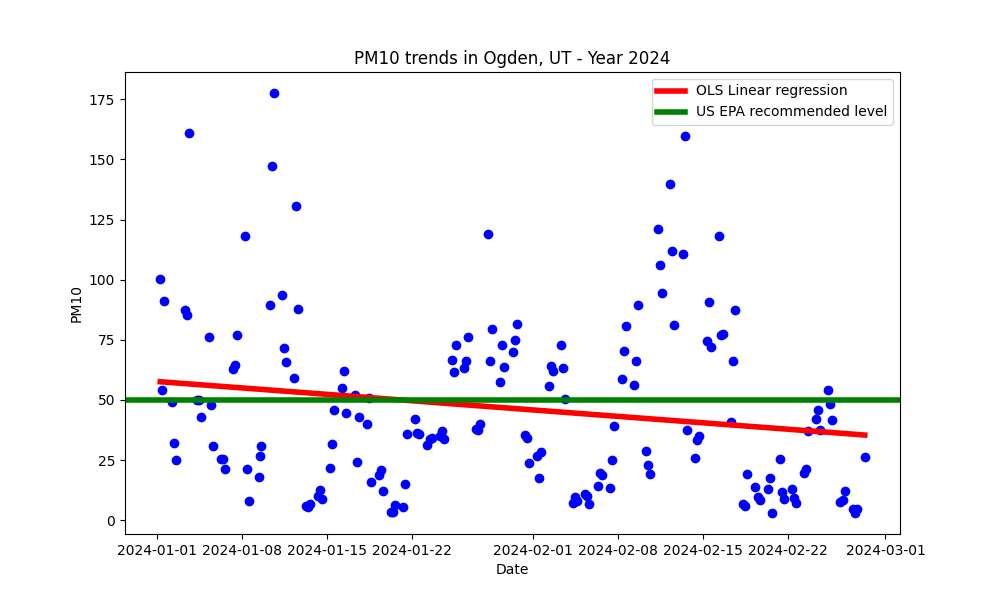 PM10 trends in Ogden, UT - Year 2024
OLS Linear regression
US EPA recommended level
175
150
125
100
75
50
25
0
PM10
2024-01-01 2024-01-08 2024-01-15 2024-01-22 2024-02-01 2024-02-08 2024-02-15 2024-02-22 2024-03-01
Date